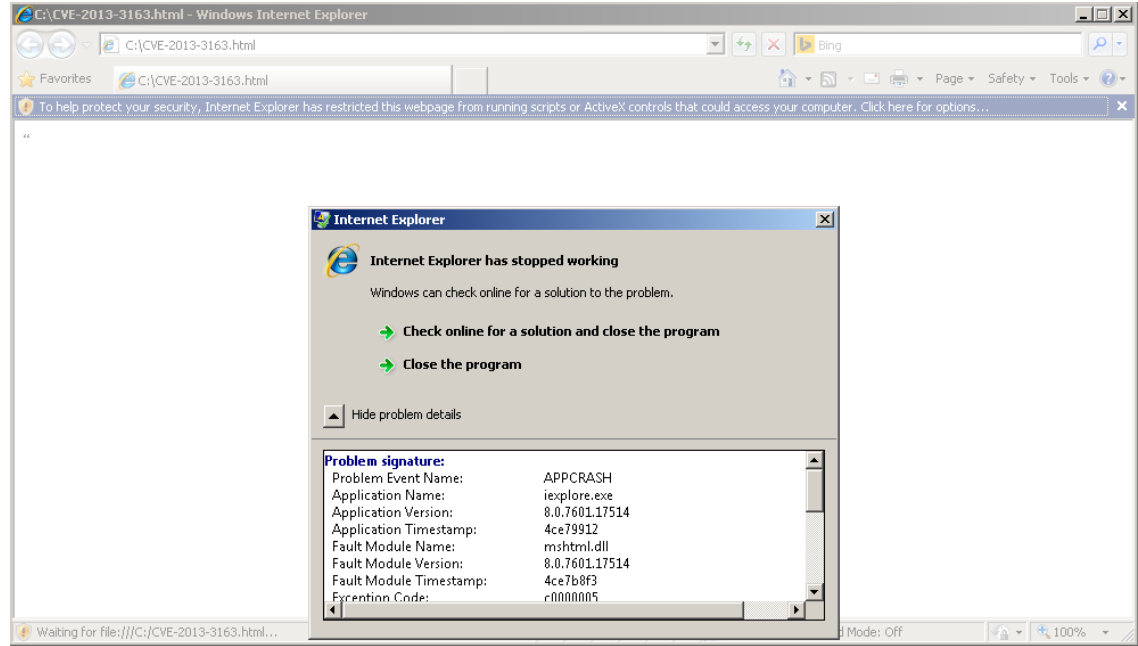 C:\CVE-2013-3163.html - Windows Internet Explorer
C:\CVE-2013-3163.html
Bing
Favorites
C:\CVE-2013-3163.html
Page
Safety
Tools
To help protect your security, Internet Explorer has restricted this webpage from running scripts or ActiveX controls that could access your computer. Click here for options...
“
Internet Explorer
Internet Explorer has stopped working
Windows can check online for a solution to the problem.
Check online for a solution and close the program
Close the program
Hide problem details
Problem signature:
Problem Event Name: APPCRASH
Application Name: iexplore.exe
Application Version: 8.0.7601.17514
Application Timestamp: 4ce79912
Fault Module Name: mshtml.dll
Fault Module Version: 8.0.7601.17514
Fault Module Timestamp: 4ce7b8f3
Exception Code: c0000005
Waiting for file:///C:/CVE-2013-3163.html...
d Mode: Off
100%